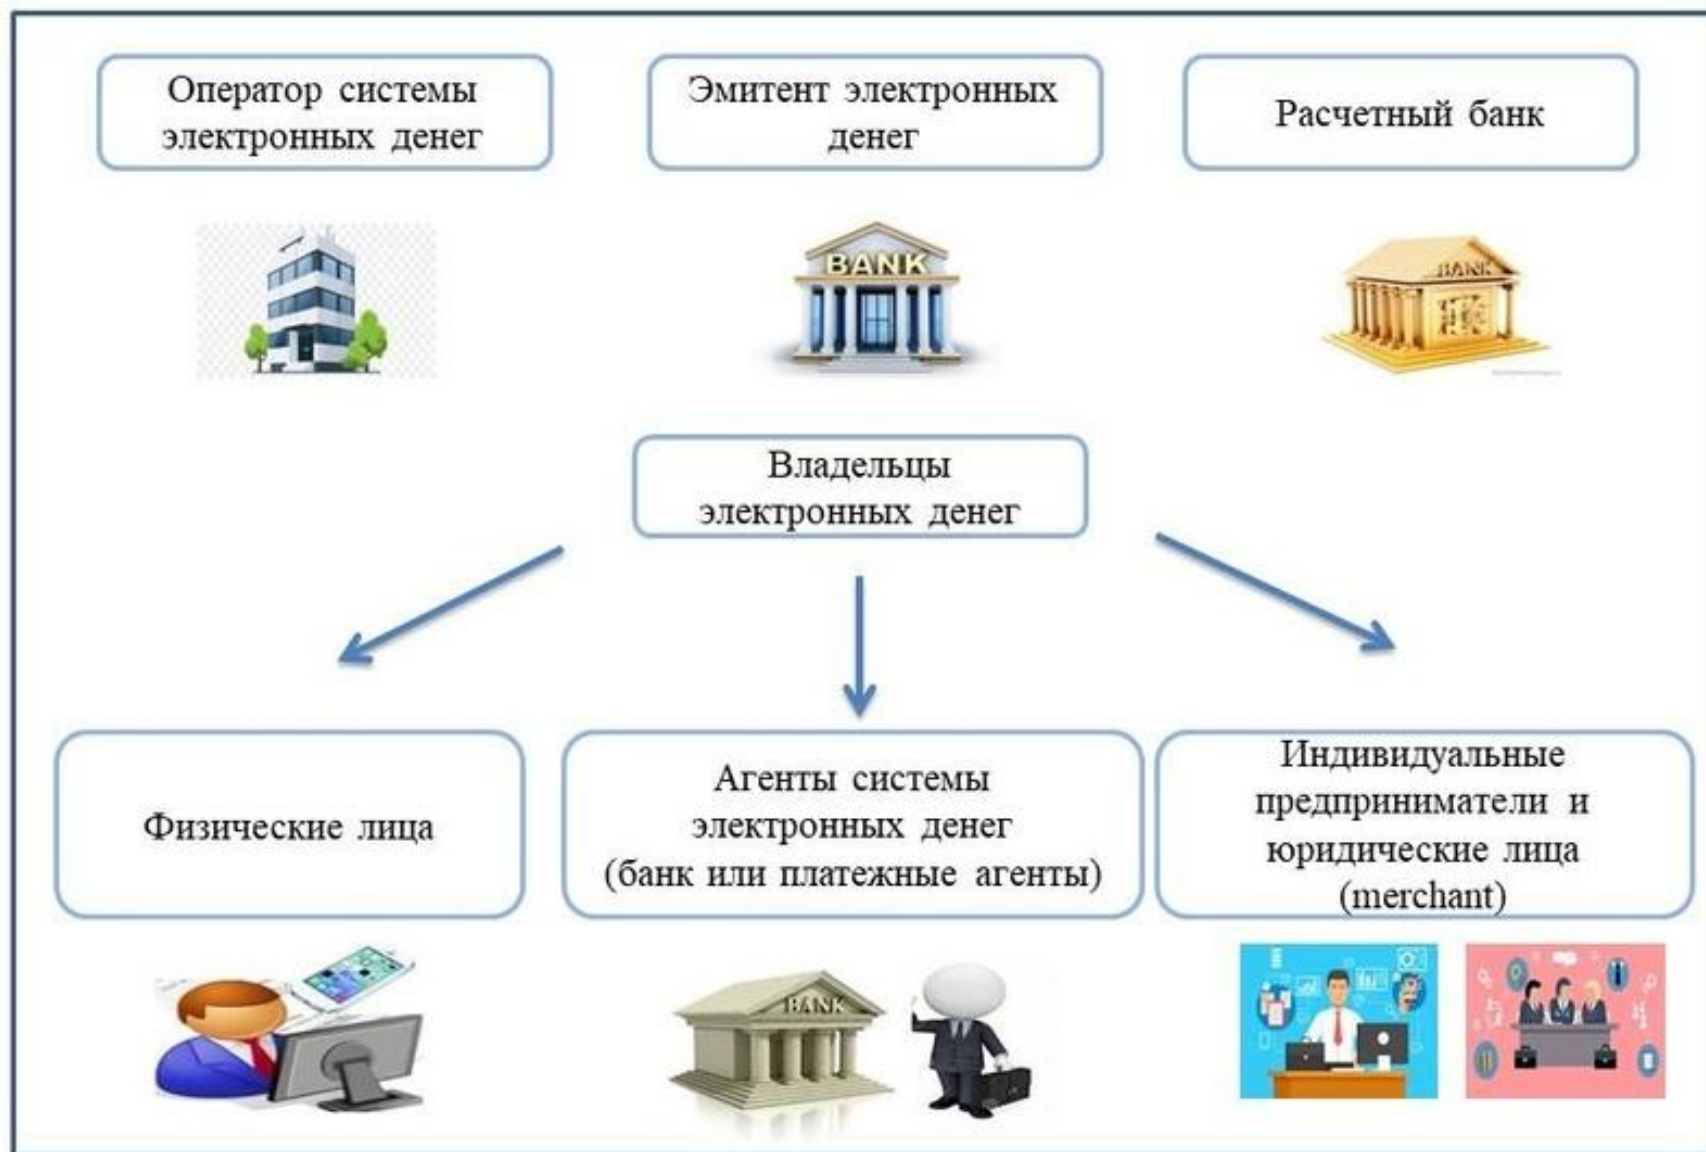 Оператор системы
электронных денег
Эмитент электронных
денег
Расчетный банк
BANK
BANK
Владельцы
электронных денег
Физические лица
Агенты системы
электронных денег
(банк или платежные агенты)
Индивидуальные
предприниматели и
юридические лица
(merchant)
BANK